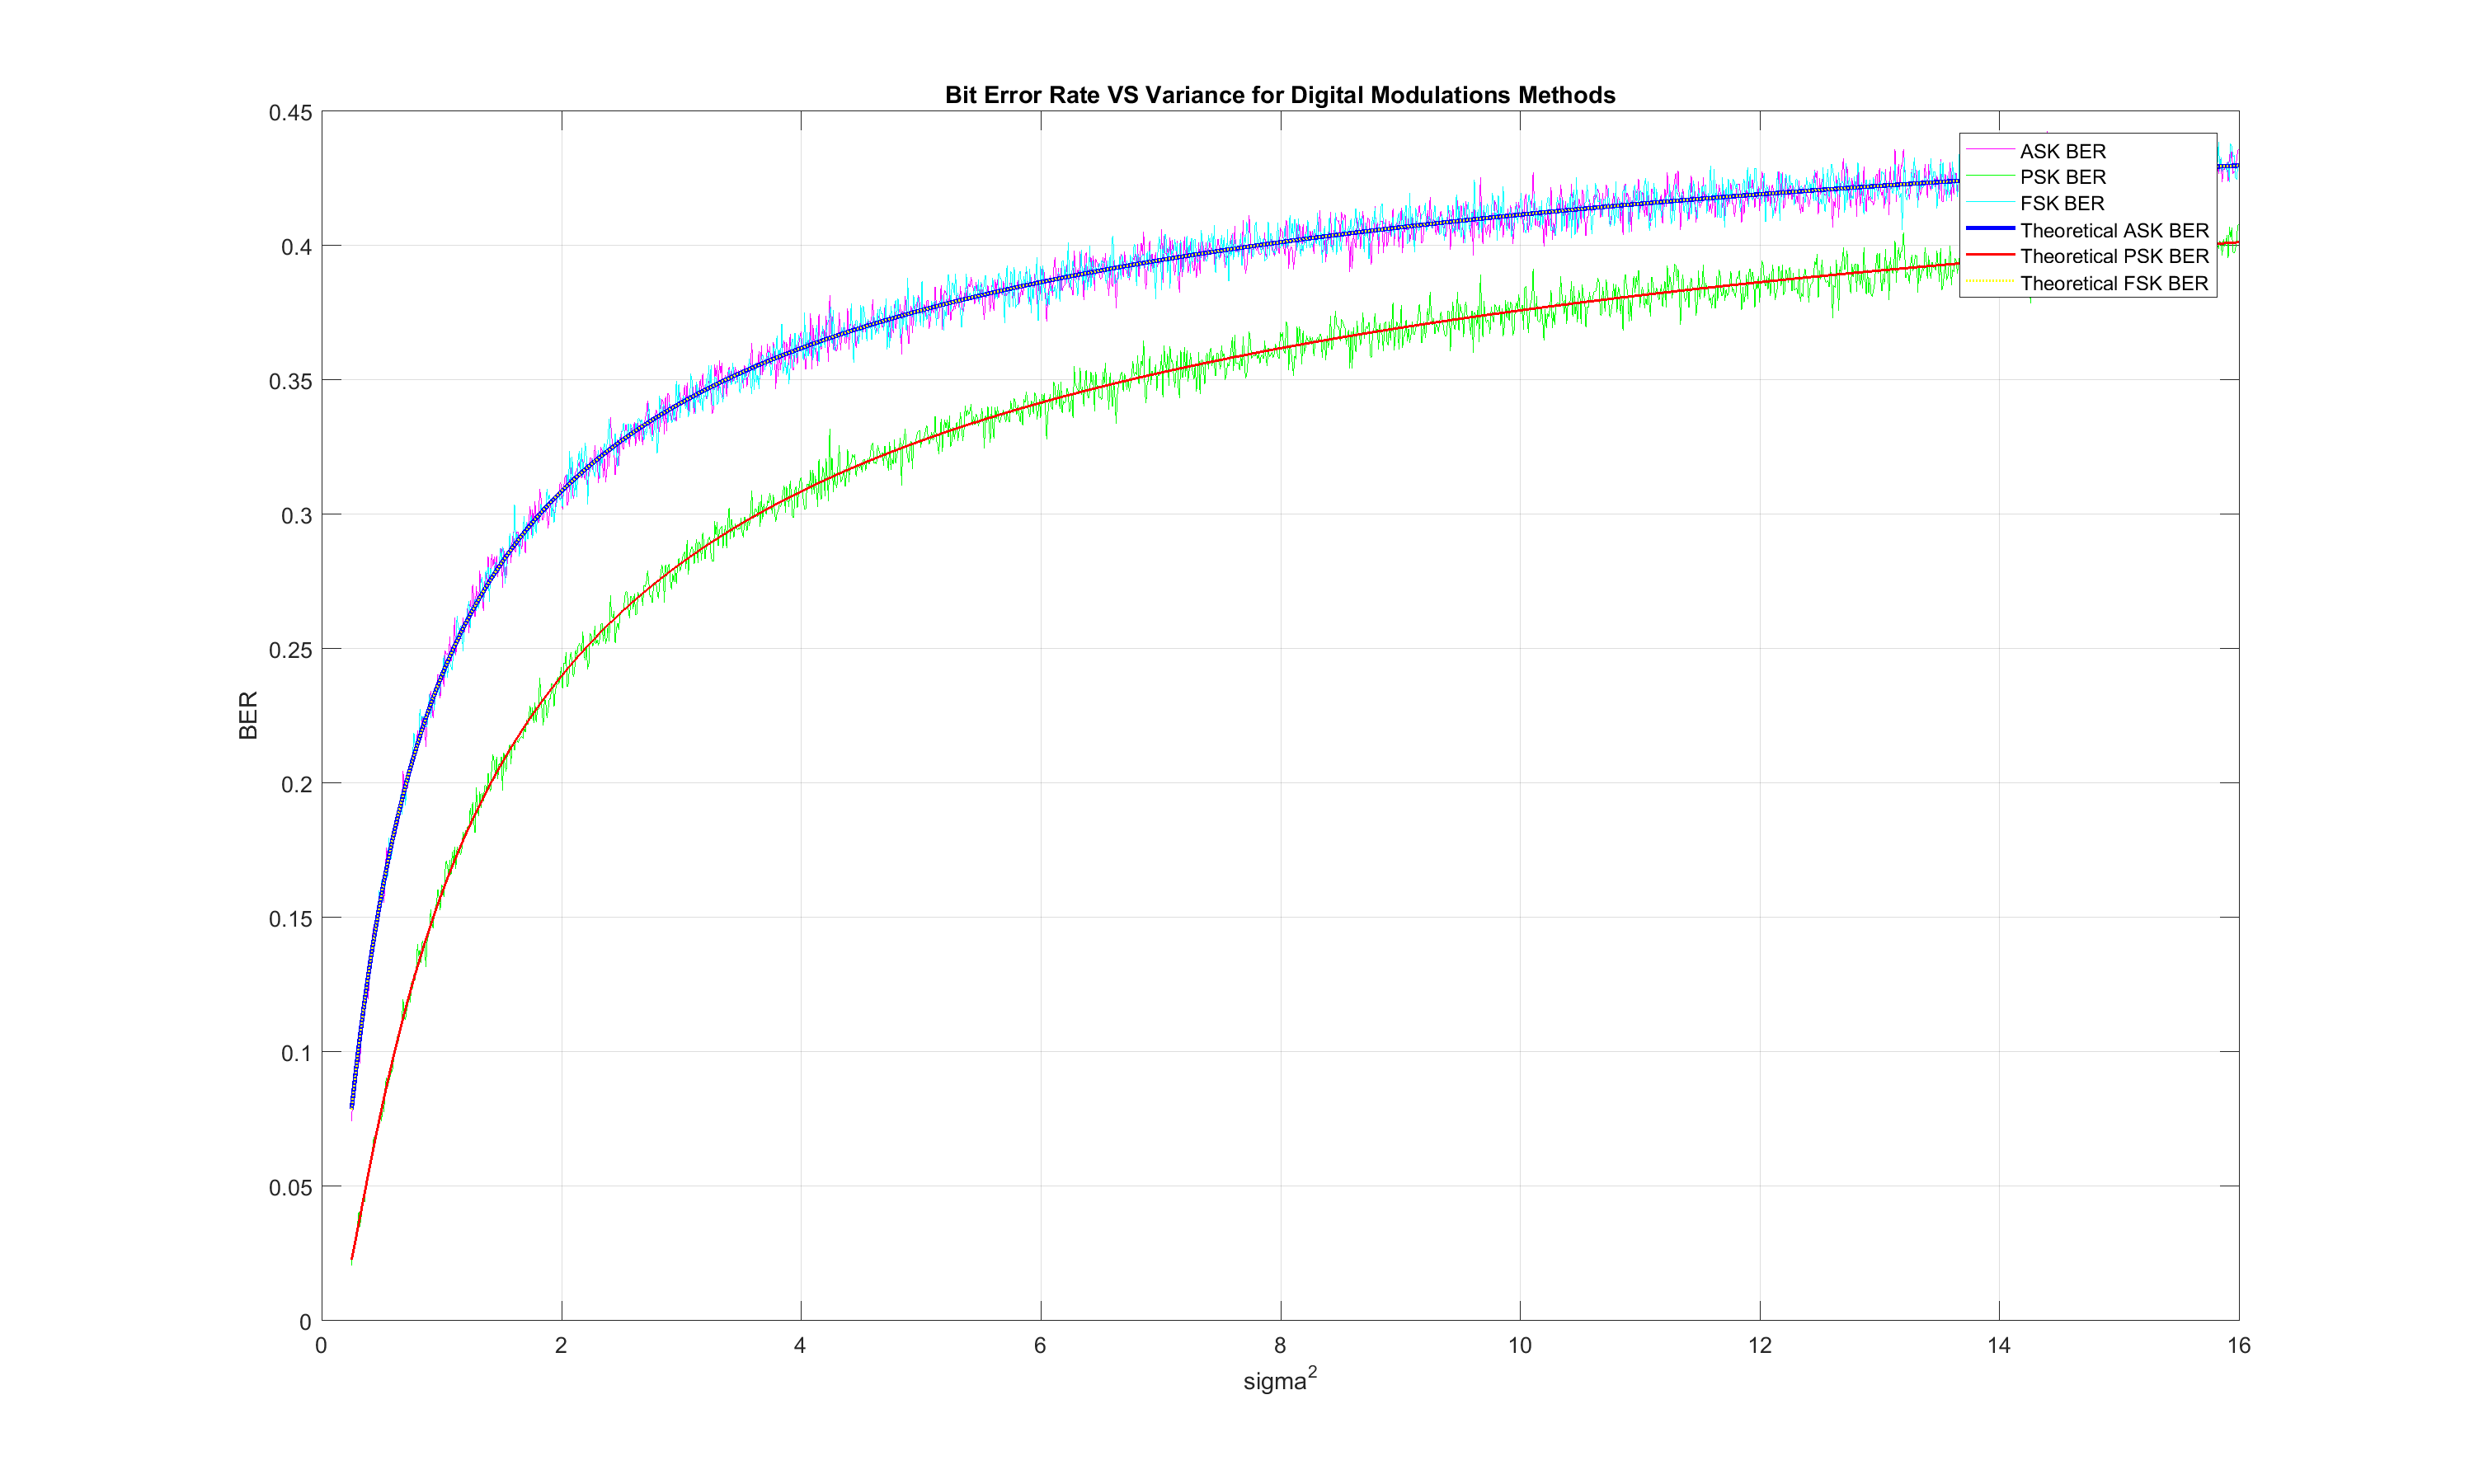 Bit Error Rate VS Variance for Digital Modulations Methods
0.45
0.4
0.35
0.3
0.25
0.2
0.15
0.1
0.05
0
BER
ASK BER
PSK BER
FSK BER
Theoretical ASK BER
Theoretical PSK BER
Theoretical FSK BER
0 2 4 6 8 10 12 14 16
sigma²